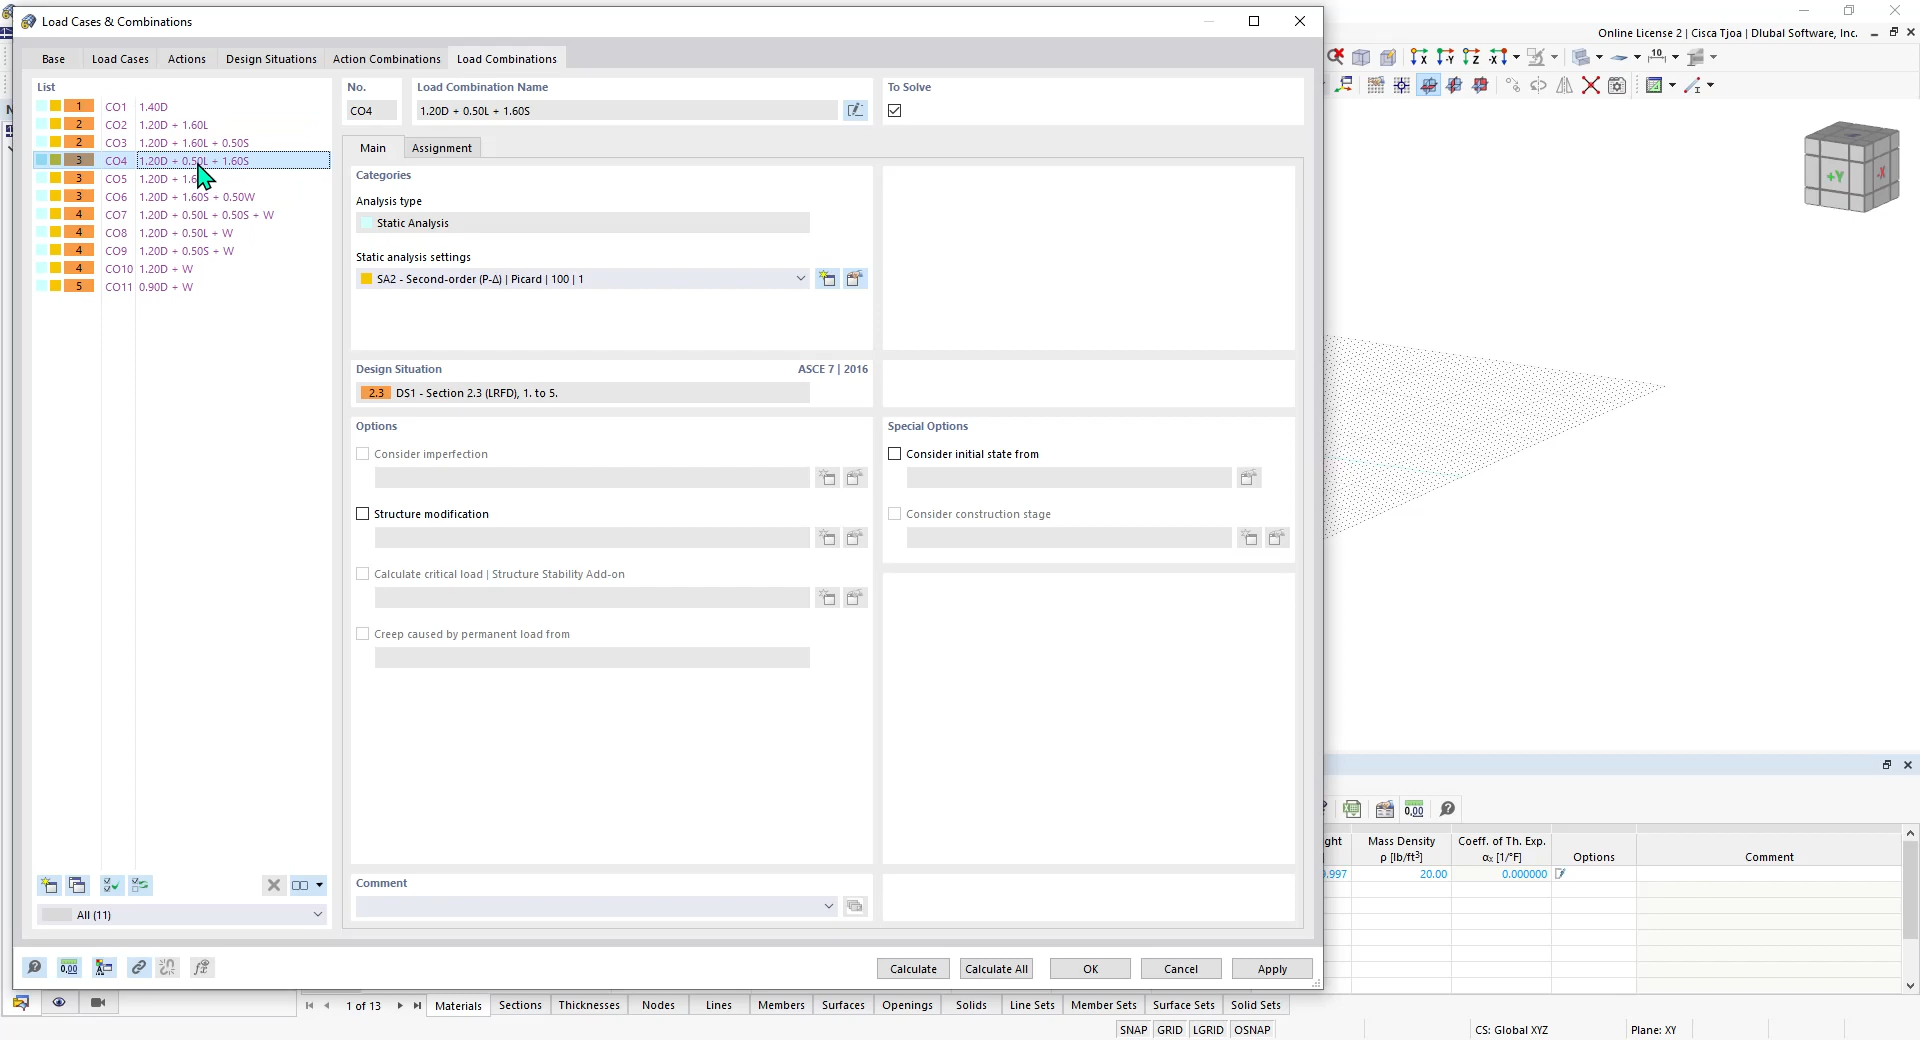 Load Cases & Combinations
Online License 2 | Cisca Tjoa | Dlubal Software, Inc.
Base
Load Cases
Actions
Design Situations
Action Combinations
Load Combinations
List
1 CO1 1.40D
2 CO2 1.20D + 1.60L
2 CO3 1.20D + 1.60L + 0.50S
3 CO4 1.20D + 0.50L + 1.60S
3 CO5 1.20D + 1.6
3 CO6 1.20D + 1.60S + 0.50W
4 CO7 1.20D + 0.50L + 0.50S + W
4 CO8 1.20D + 0.50L + W
4 CO9 1.20D + 0.50S + W
4 CO10 1.20D + W
5 CO11 0.90D + W
All (11)
No.
CO4
Load Combination Name
1.20D + 0.50L + 1.60S
To Solve
Main
Assignment
Categories
Analysis type
Static Analysis
Static analysis settings
SA2 - Second-order (P-Δ) | Picard | 100 | 1
Design Situation
ASCE 7 | 2016
2.3 DS1 - Section 2.3 (LRFD), 1. to 5.
Options
Consider imperfection
Structure modification
Calculate critical load | Structure Stability Add-on
Creep caused by permanent load from
Special Options
Consider initial state from
Consider construction stage
Comment
Calculate
Calculate All
OK
Cancel
Apply
+Y
-X
ght
Mass Density
ρ [lb/ft³]
Coeff. of Th. Exp.
αx [1/°F]
Options
Comment
9.997
20.00
0.000000
1 of 13
Materials
Sections
Thicknesses
Nodes
Lines
Members
Surfaces
Openings
Solids
Line Sets
Member Sets
Surface Sets
Solid Sets
SNAP
GRID
LGRID
OSNAP
CS: Global XYZ
Plane: XY